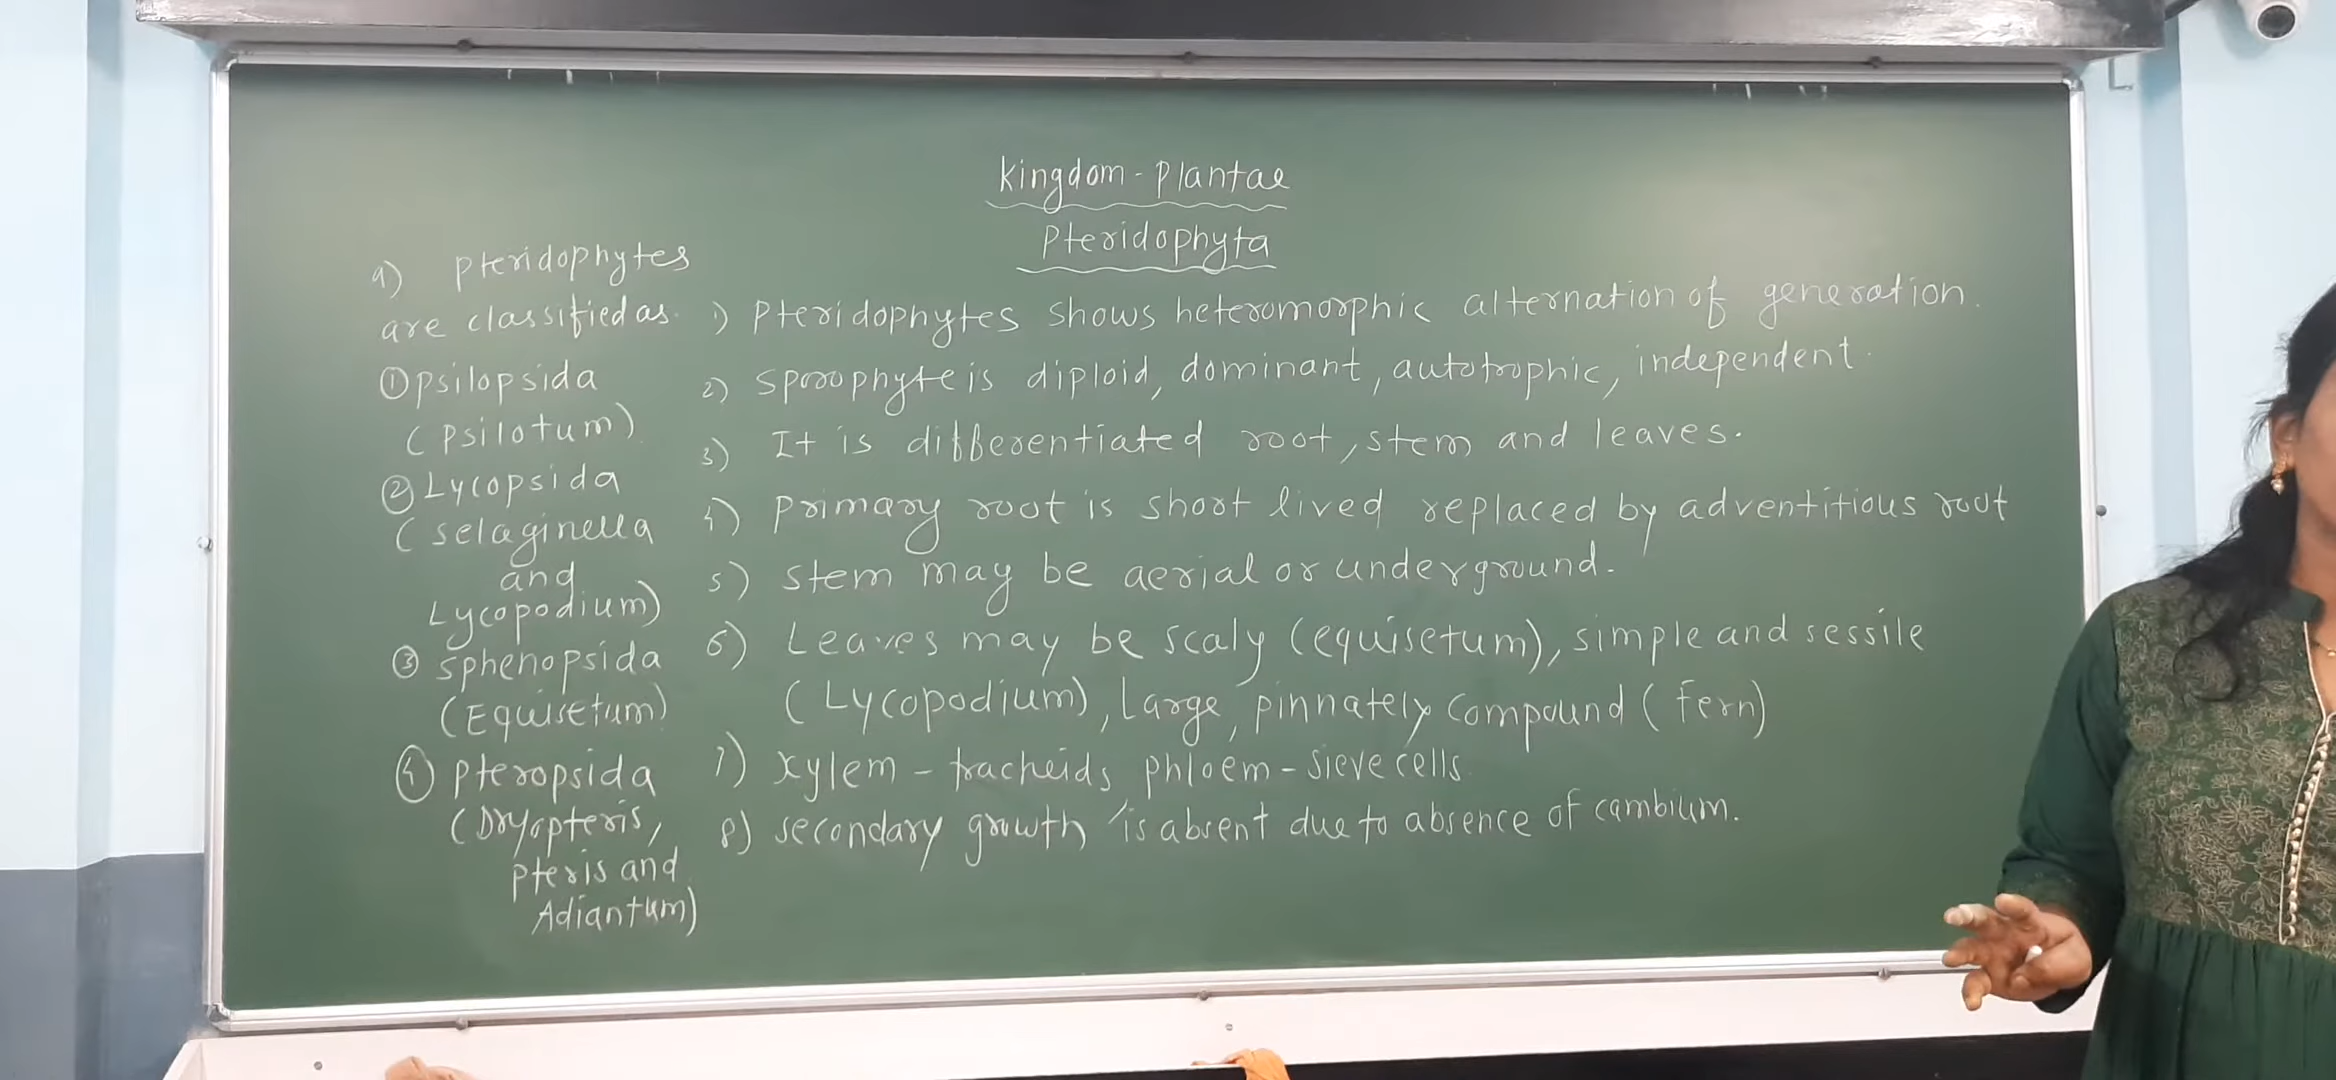 Kingdom - Plantae
Pteridophyta
1) Pteridophytes shows heteromorphic alternation of generation.
2) Sporophyte is diploid, dominant, autotrophic, independent.
3) It is differentiated root, stem and leaves.
4) Primary root is short lived replaced by adventitious root
5) Stem may be aerial or underground.
6) Leaves may be scaly (equisetum), simple and sessile
(Lycopodium), large, pinnately compound (fern)
7) Xylem - tracheids, phloem - sieve cells.
8) Secondary growth is absent due to absence of cambium.
9) Pteridophytes
are classified as.
① Psilopsida
(Psilotum)
② Lycopsida
(Selaginella
and
Lycopodium)
③ Sphenopsida
(Equisetum)
④ Pteropsida
(Dryopteris,
Pteris and
Adiantum)